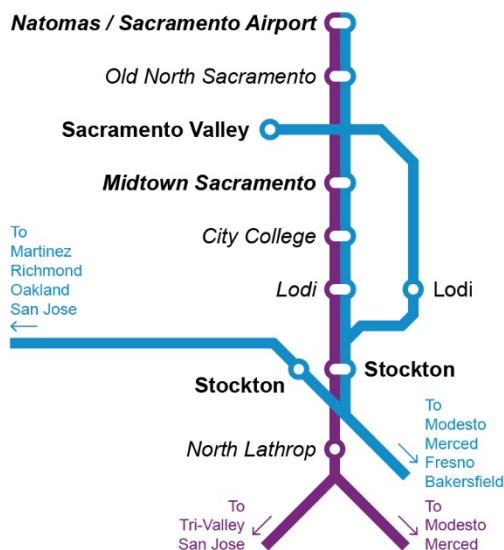 Natomas / Sacramento Airport
Old North Sacramento
Sacramento Valley
Midtown Sacramento
City College
To
Martinez
Richmond
Oakland
San Jose
Lodi
Lodi
Stockton
Stockton
North Lathrop
To
Modesto
Merced
Fresno
Bakersfield
To
Tri-Valley
San Jose
To
Modesto
Merced